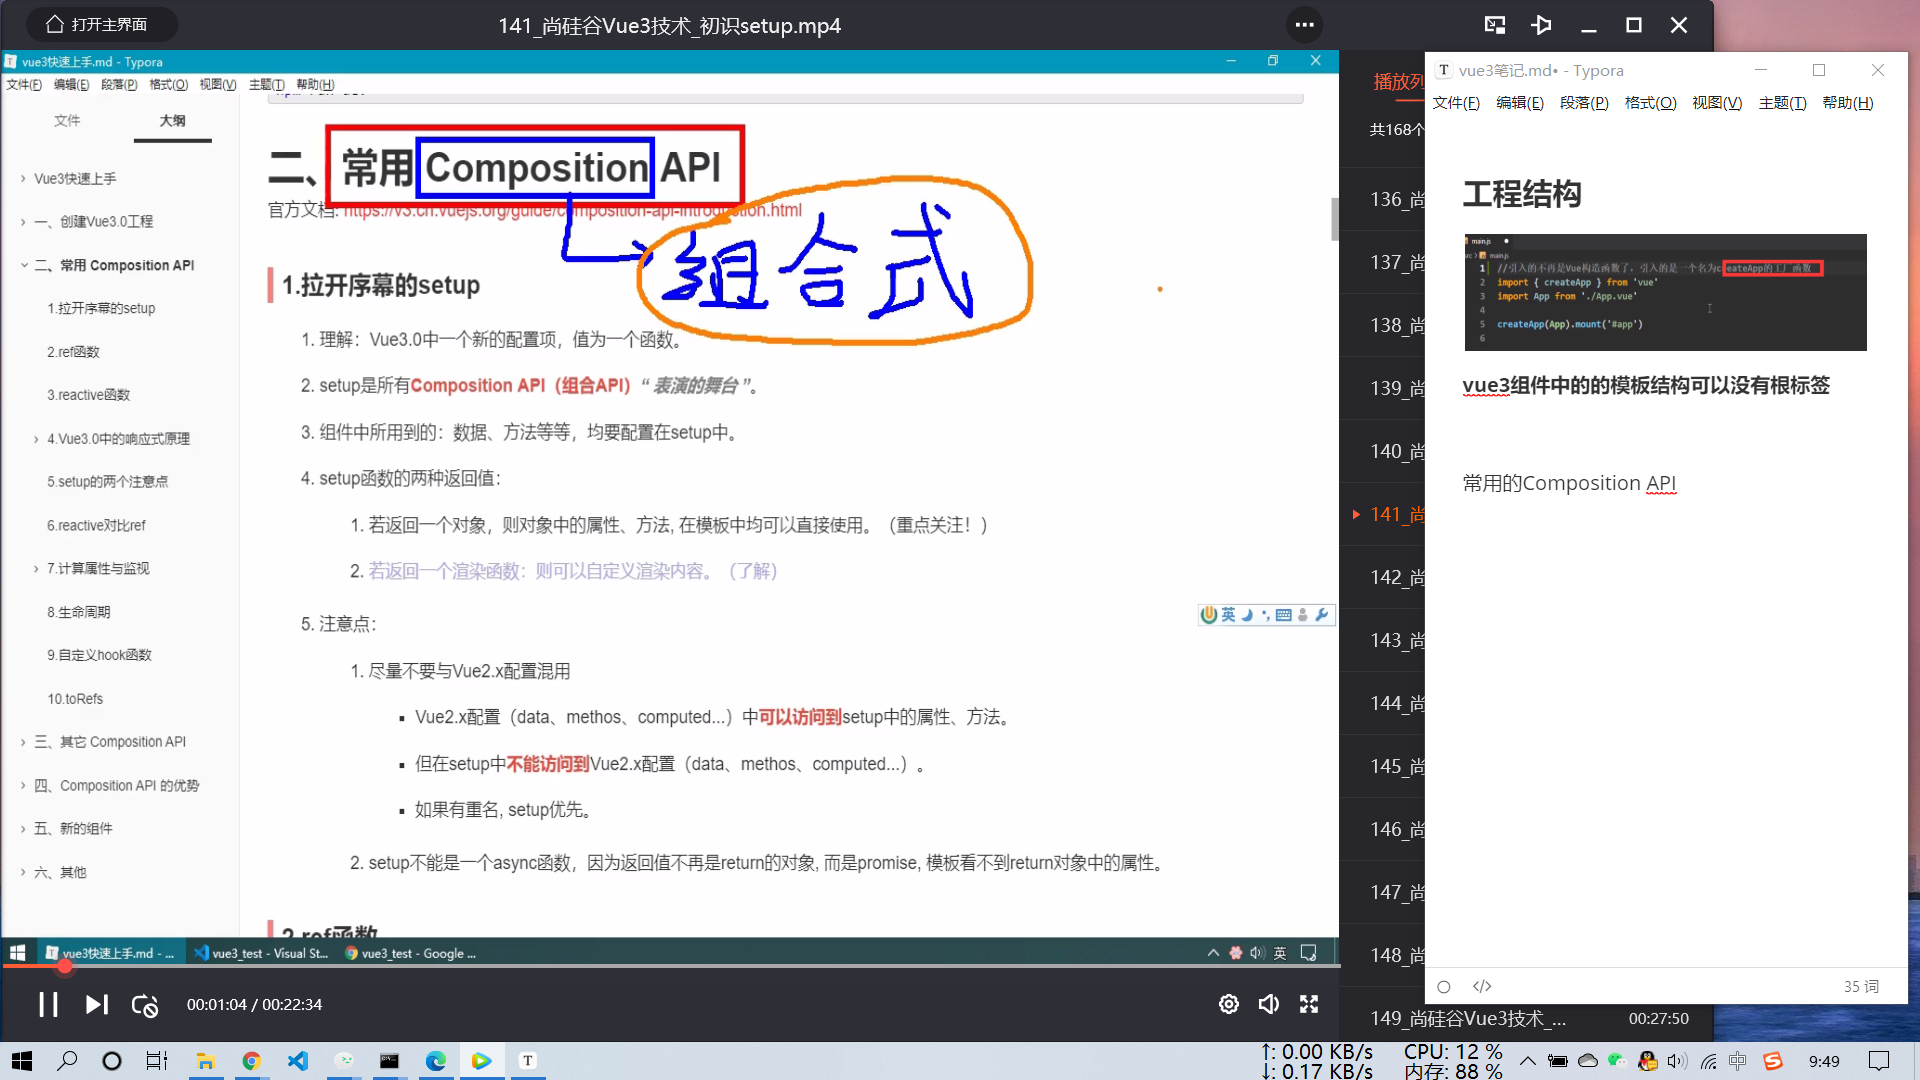 打开主界面
141_尚硅谷Vue3技术_初识setup.mp4
vue3快速上手.md - Typora
文件(F) 编辑(E) 段落(P) 格式(O) 视图(V) 主题(T) 帮助(H)
文件 大纲
Vue3快速上手
一、创建Vue3.0工程
二、常用 Composition API
1.拉开序幕的setup
2.ref函数
3.reactive函数
4.Vue3.0中的响应式原理
5.setup的两个注意点
6.reactive对比ref
7.计算属性与监视
8.生命周期
9.自定义hook函数
10.toRefs
三、其它 Composition API
四、Composition API 的优势
五、新的组件
六、其他
二、常用 Composition API
官方文档: https://v3.cn.vuejs.org/guide/composition-api-introduction.html
组合式
1.拉开序幕的setup
1. 理解：Vue3.0中一个新的配置项，值为一个函数。
2. setup是所有Composition API（组合API）“ 表演的舞台 ”。
3. 组件中所用到的：数据、方法等等，均要配置在setup中。
4. setup函数的两种返回值：
1. 若返回一个对象，则对象中的属性、方法, 在模板中均可以直接使用。（重点关注！）
2. 若返回一个渲染函数：则可以自定义渲染内容。（了解）
5. 注意点：
1. 尽量不要与Vue2.x配置混用
Vue2.x配置（data、methos、computed...）中可以访问到setup中的属性、方法。
但在setup中不能访问到Vue2.x配置（data、methos、computed...）。
如果有重名, setup优先。
2. setup不能是一个async函数，因为返回值不再是return的对象, 而是promise, 模板看不到return对象中的属性。
2.ref函数
英
vue3快速上手.md - ...
vue3_test - Visual St...
vue3_test - Google ...
英
00:01:04 / 00:22:34
播放列
共168个
136_尚
137_尚
138_尚
139_尚
140_尚
141_尚
142_尚
143_尚
144_尚
145_尚
146_尚
147_尚
148_尚
149_尚硅谷Vue3技术_... 00:27:50
vue3笔记.md• - Typora
文件(F) 编辑(E) 段落(P) 格式(O) 视图(V) 主题(T) 帮助(H)
工程结构
main.js
main.js
1 //引入的不再是Vue构造函数了，引入的是一个名为createApp的工厂函数
2 import { createApp } from 'vue'
3 import App from './App.vue'
4
5 createApp(App).mount('#app')
6
vue3组件中的的模板结构可以没有根标签
常用的Composition API
35 词
↑: 0.00 KB/s CPU: 12 %
↓: 0.17 KB/s 内存: 88 %
中
9:49